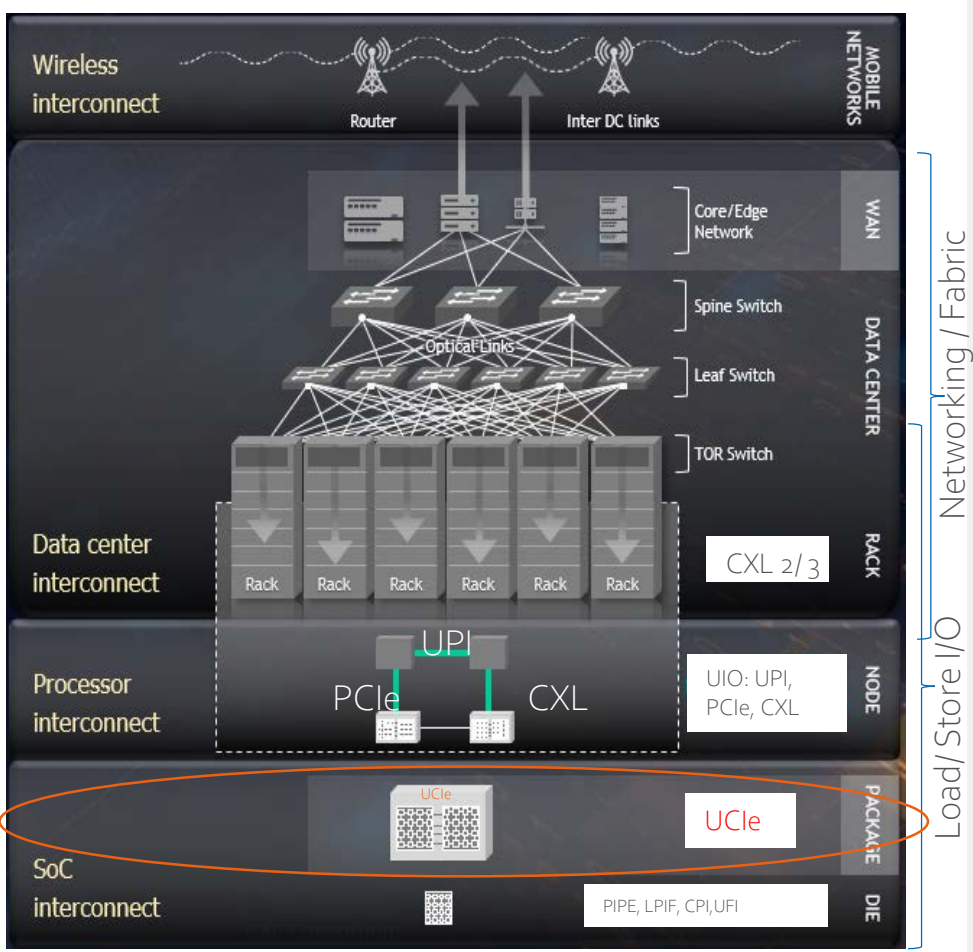 Wireless
interconnect
Router
Inter DC links
MOBILE
NETWORKS
Core/Edge
Network
WAN
Spine Switch
Optical Links
Leaf Switch
DATA CENTER
TOR Switch
Networking / Fabric
Data center
interconnect
Rack
Rack
Rack
Rack
Rack
Rack
CXL 2/3
RACK
UPI
PCIe
CXL
Processor
interconnect
UIO: UPI,
PCIe, CXL
NODE
Load/Store I/O
UCIe
UCIe
PACKAGE
SoC
interconnect
PIPE, LPIF, CPI,UFI
DIE